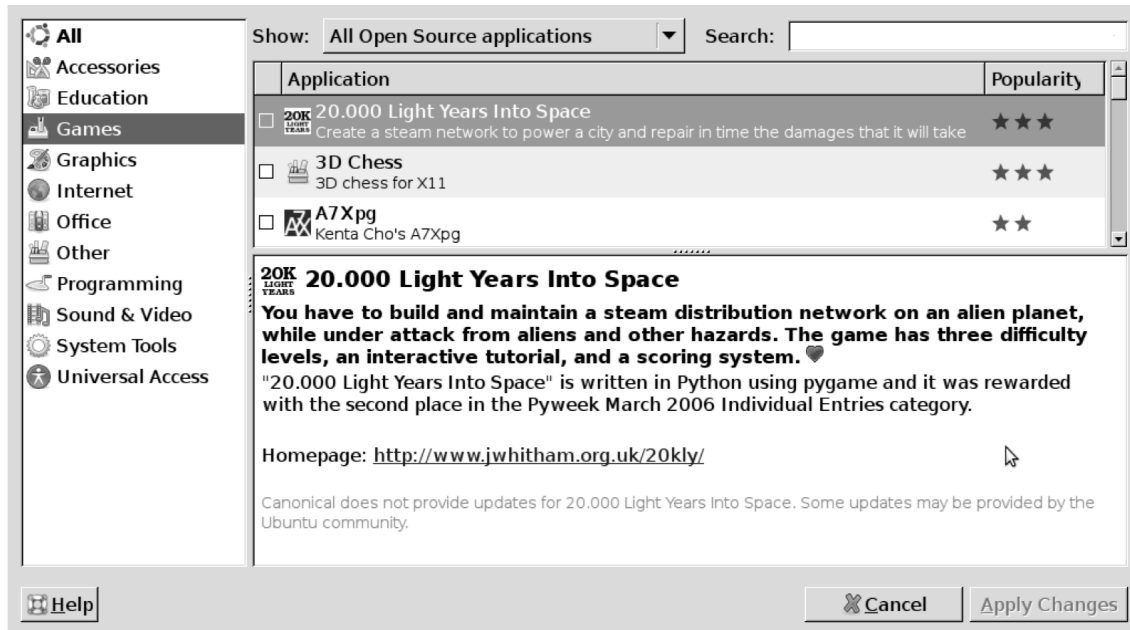 All
Accessories
Education
Games
Graphics
Internet
Office
Other
Programming
Sound & Video
System Tools
Universal Access
Show: All Open Source applications Search:
Application Popularity
20K LIGHT YEARS 20.000 Light Years Into Space
Create a steam network to power a city and repair in time the damages that it will take
3D Chess
3D chess for X11
A7X A7Xpg
Kenta Cho's A7Xpg
20K LIGHT YEARS 20.000 Light Years Into Space
You have to build and maintain a steam distribution network on an alien planet,
while under attack from aliens and other hazards. The game has three difficulty
levels, an interactive tutorial, and a scoring system.
"20.000 Light Years Into Space" is written in Python using pygame and it was rewarded
with the second place in the Pyweek March 2006 Individual Entries category.
Homepage: http://www.jwhitham.org.uk/20kly/
Canonical does not provide updates for 20.000 Light Years Into Space. Some updates may be provided by the
Ubuntu community.
Help Cancel Apply Changes